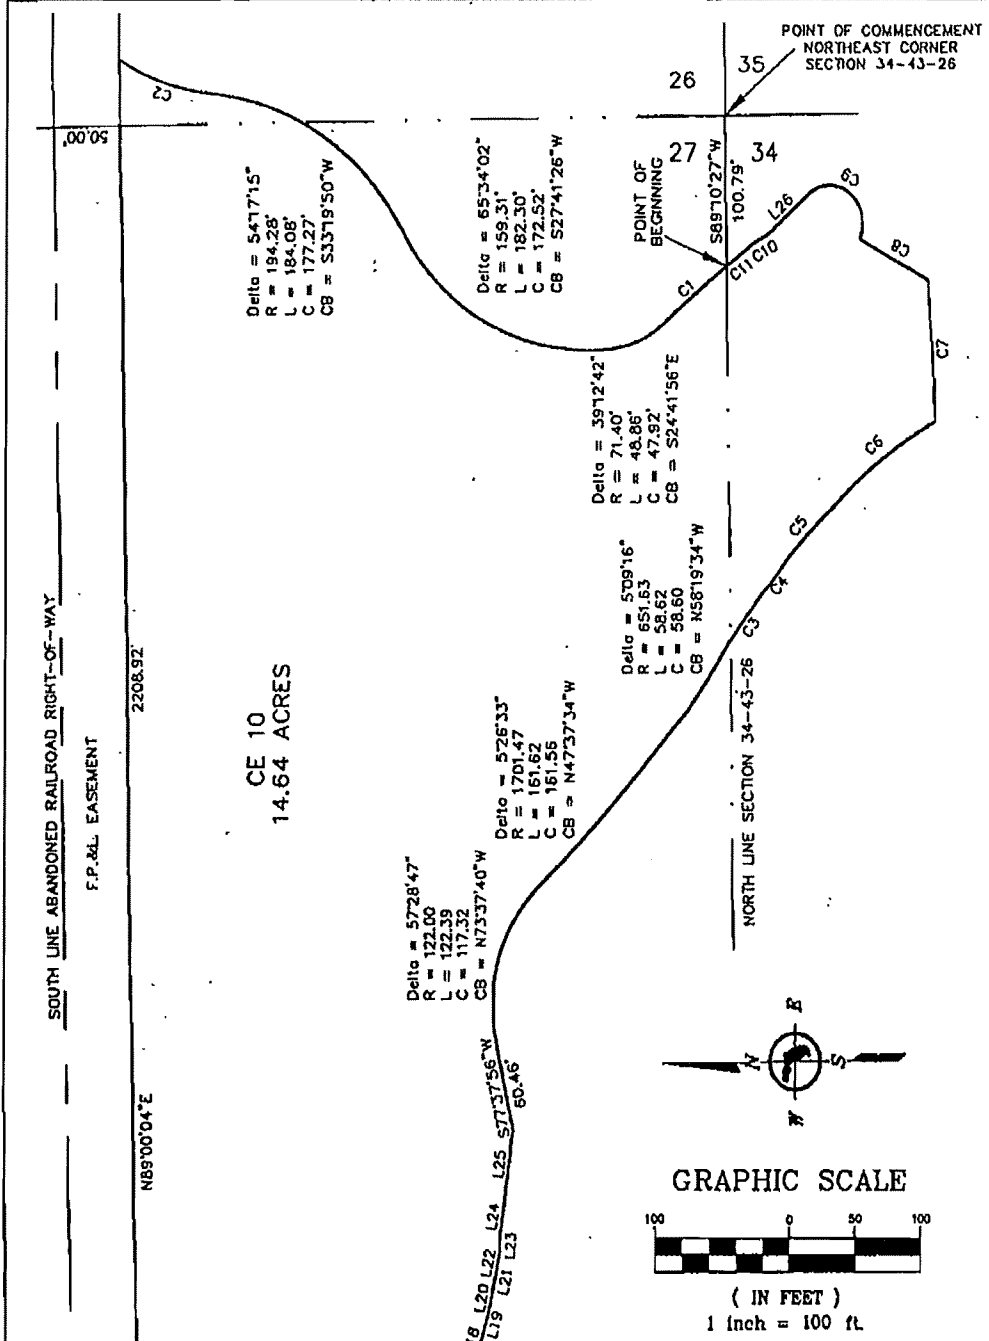 POINT OF COMMENCEMENT
NORTHEAST CORNER
SECTION 34-43-26
26
35
27
34
S89°10'27"W
100.79'
POINT OF
BEGINNING
50.00'
C2
Delta = 54°17'15"
R = 194.28'
L = 184.08'
C = 177.27'
CB = S33°19'50"W
Delta = 65°34'02"
R = 159.31'
L = 182.30'
C = 172.52'
CB = S27°41'26"W
C1
C11
C10
L26
C9
C8
C7
C6
C5
C4
C3
Delta = 39°12'42"
R = 71.40'
L = 48.86'
C = 47.92'
CB = S24°41'56"E
Delta = 5°09'16"
R = 651.63
L = 58.62
C = 58.60
CB = N58°19'34"W
Delta = 5°26'33"
R = 1701.47
L = 161.62
C = 161.56
CB = N47°37'34"W
Delta = 57°28'47"
R = 122.00
L = 122.39
C = 117.32
CB = N73°37'40"W
SOUTH LINE ABANDONED RAILROAD RIGHT-OF-WAY
F.P.&L. EASEMENT
2208.92'
N89°00'04"E
CE 10
14.64 ACRES
NORTH LINE SECTION 34-43-26
S77°37'56"W
60.46'
L25
L24
L23
L22
L21
L20
L19
N
E
S
W
GRAPHIC SCALE
100
0
50
100
( IN FEET )
1 inch = 100 ft.